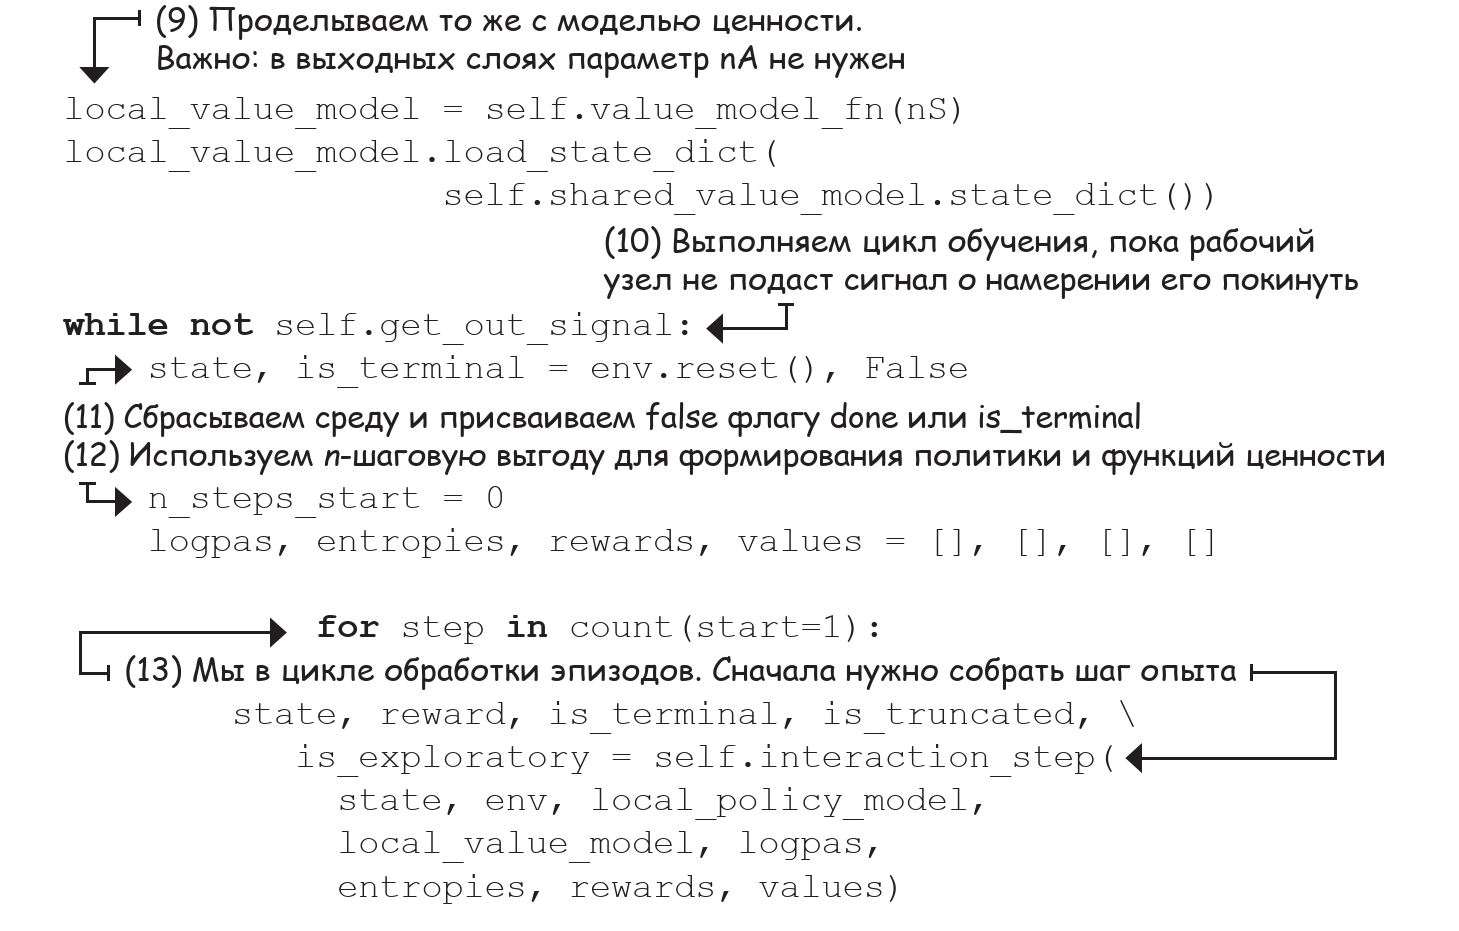 (9) Проделываем то же с моделью ценности.
Важно: в выходных слоях параметр nA не нужен
local_value_model = self.value_model_fn(nS)
local_value_model.load_state_dict(
self.shared_value_model.state_dict())
(10) Выполняем цикл обучения, пока рабочий
узел не подаст сигнал о намерении его покинуть
while not self.get_out_signal:
state, is_terminal = env.reset(), False
(11) Сбрасываем среду и присваиваем false флагу done или is_terminal
(12) Используем n-шаговую выгоду для формирования политики и функций ценности
n_steps_start = 0
logpas, entropies, rewards, values = [], [], [], []
for step in count(start=1):
(13) Мы в цикле обработки эпизодов. Сначала нужно собрать шаг опыта
state, reward, is_terminal, is_truncated, \
is_exploratory = self.interaction_step(
state, env, local_policy_model,
local_value_model, logpas,
entropies, rewards, values)